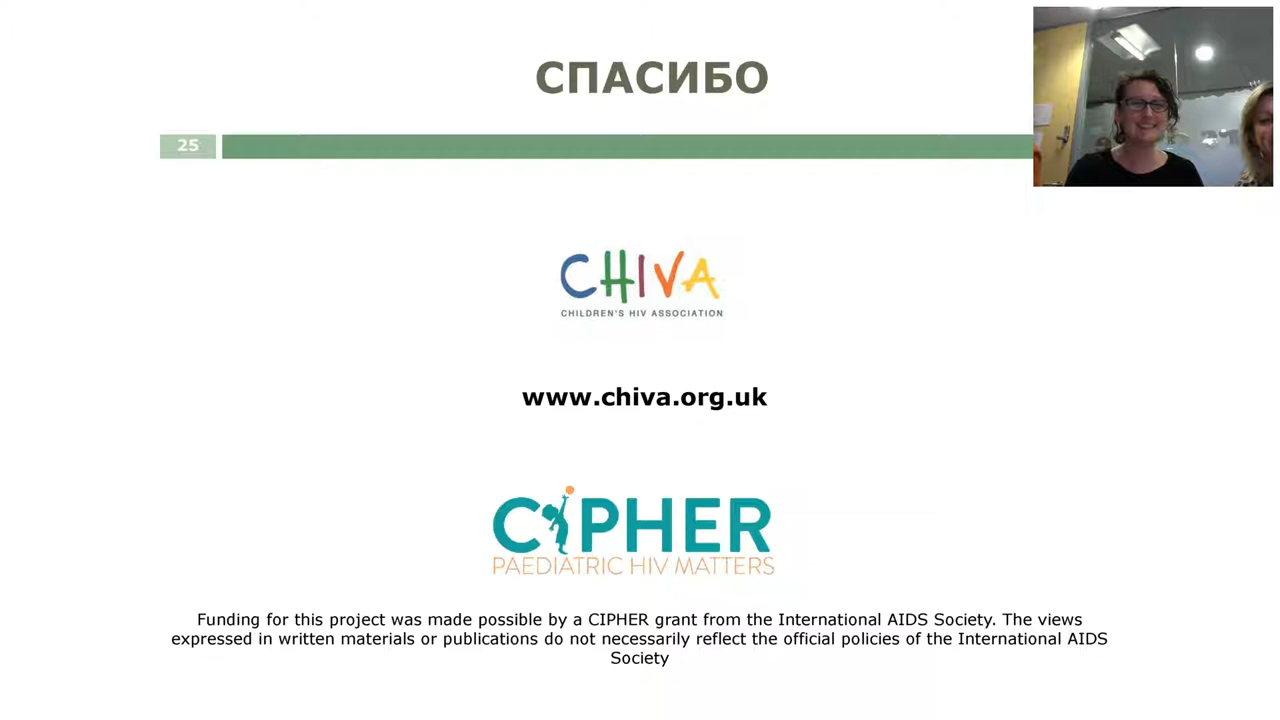 СПАСИБО
25
CHIVA
CHILDREN'S HIV ASSOCIATION
www.chiva.org.uk
CIPHER
PAEDIATRIC HIV MATTERS
Funding for this project was made possible by a CIPHER grant from the International AIDS Society. The views
expressed in written materials or publications do not necessarily reflect the official policies of the International AIDS
Society